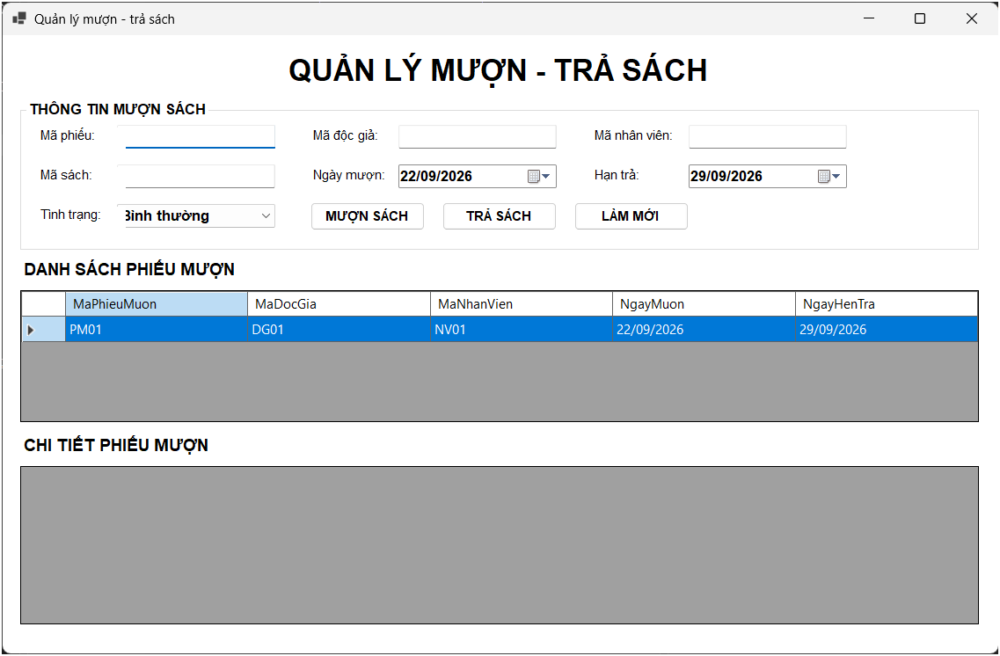 Quản lý mượn - trả sách
QUẢN LÝ MƯỢN - TRẢ SÁCH
THÔNG TIN MƯỢN SÁCH
Mã phiếu: Mã độc giả: Mã nhân viên:
Mã sách: Ngày mượn: 22/09/2026 Hạn trả: 29/09/2026
Tình trạng: Bình thường MƯỢN SÁCH TRẢ SÁCH LÀM MỚI
DANH SÁCH PHIẾU MƯỢN
MaPhieuMuon MaDocGia MaNhanVien NgayMuon NgayHenTra
PM01 DG01 NV01 22/09/2026 29/09/2026
CHI TIẾT PHIẾU MƯỢN